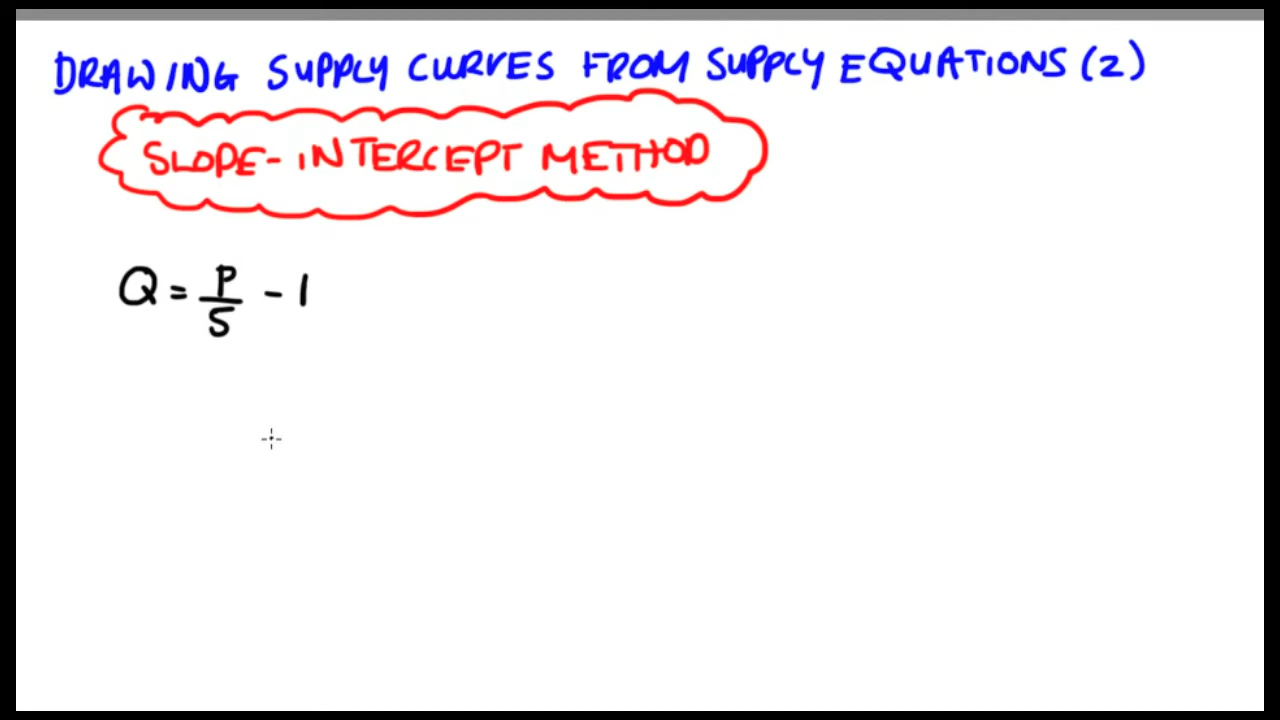 DRAWING SUPPLY CURVES FROM SUPPLY EQUATIONS (2)
SLOPE-INTERCEPT METHOD
Q = P/5 - 1